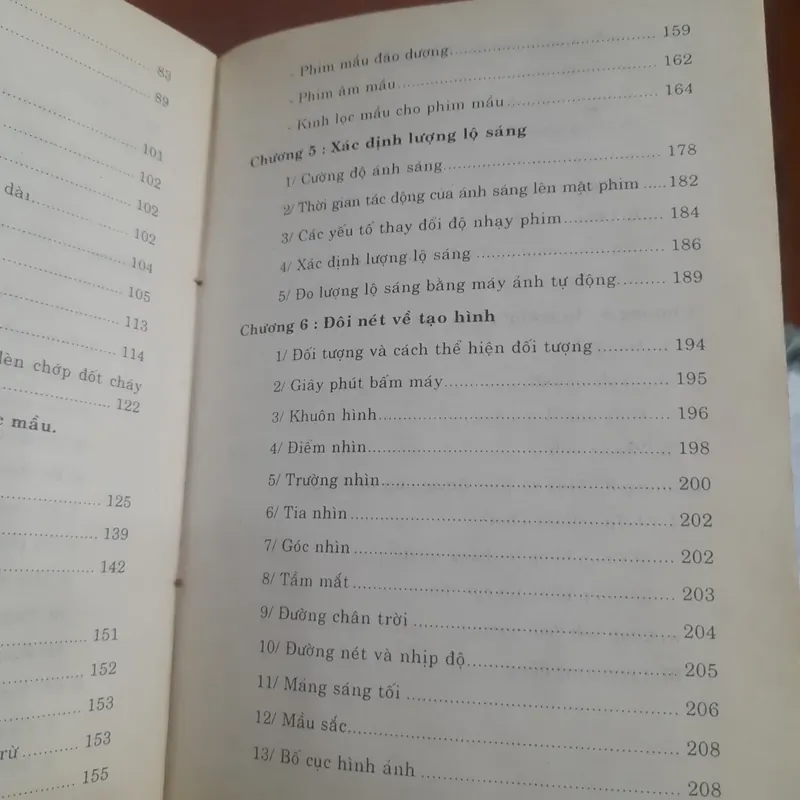 83
89
101
102
dài 102
102
104
105
113
114
đèn chớp đốt cháy
122
mầu.
125
139
142
151
152
153
trừ 153
155
- Phim mầu đảo dương 159
- Phim âm mầu 162
- Kính lọc mầu cho phim mầu 164
Chương 5 : Xác định lượng lộ sáng
1/ Cường độ ánh sáng 178
2/ Thời gian tác động của ánh sáng lên mặt phim 182
3/ Các yếu tố thay đổi độ nhạy phim 184
4/ Xác định lượng lộ sáng 186
5/ Đo lượng lộ sáng bằng máy ảnh tự động 189
Chương 6 : Đôi nét về tạo hình
1/ Đối tượng và cách thể hiện đối tượng 194
2/ Giây phút bấm máy 195
3/ Khuôn hình 196
4/ Điểm nhìn 198
5/ Trường nhìn 200
6/ Tia nhìn 202
7/ Góc nhìn 202
8/ Tầm mắt 203
9/ Đường chân trời 204
10/ Đường nét và nhịp độ 205
11/ Mảng sáng tối 206
12/ Mầu sắc 208
13/ Bố cục hình ảnh 208